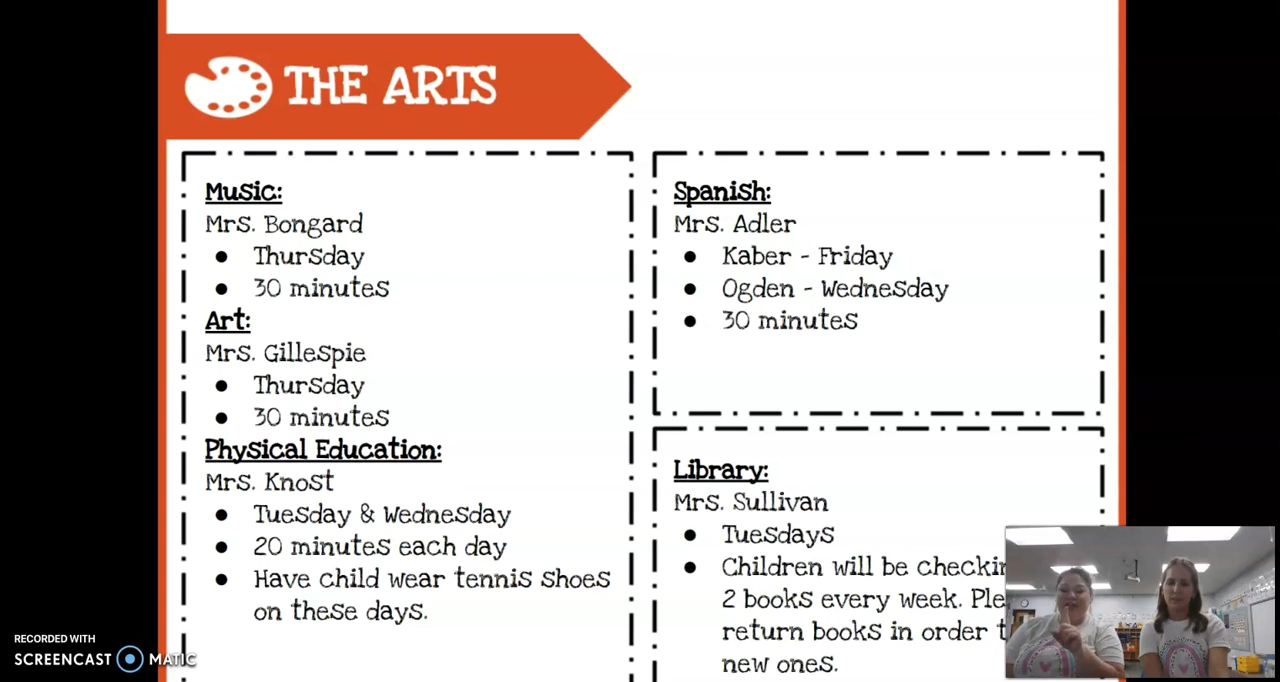 THE ARTS
Music:
Mrs. Bongard
● Thursday
● 30 minutes
Art:
Mrs. Gillespie
● Thursday
● 30 minutes
Physical Education:
Mrs. Knost
● Tuesday & Wednesday
● 20 minutes each day
● Have child wear tennis shoes
on these days.
Spanish:
Mrs. Adler
● Kaber - Friday
● Ogden - Wednesday
● 30 minutes
Library:
Mrs. Sullivan
● Tuesdays
● Children will be
2 books every week.
return books in order
new ones.
RECORDED WITH
SCREENCAST MATIC